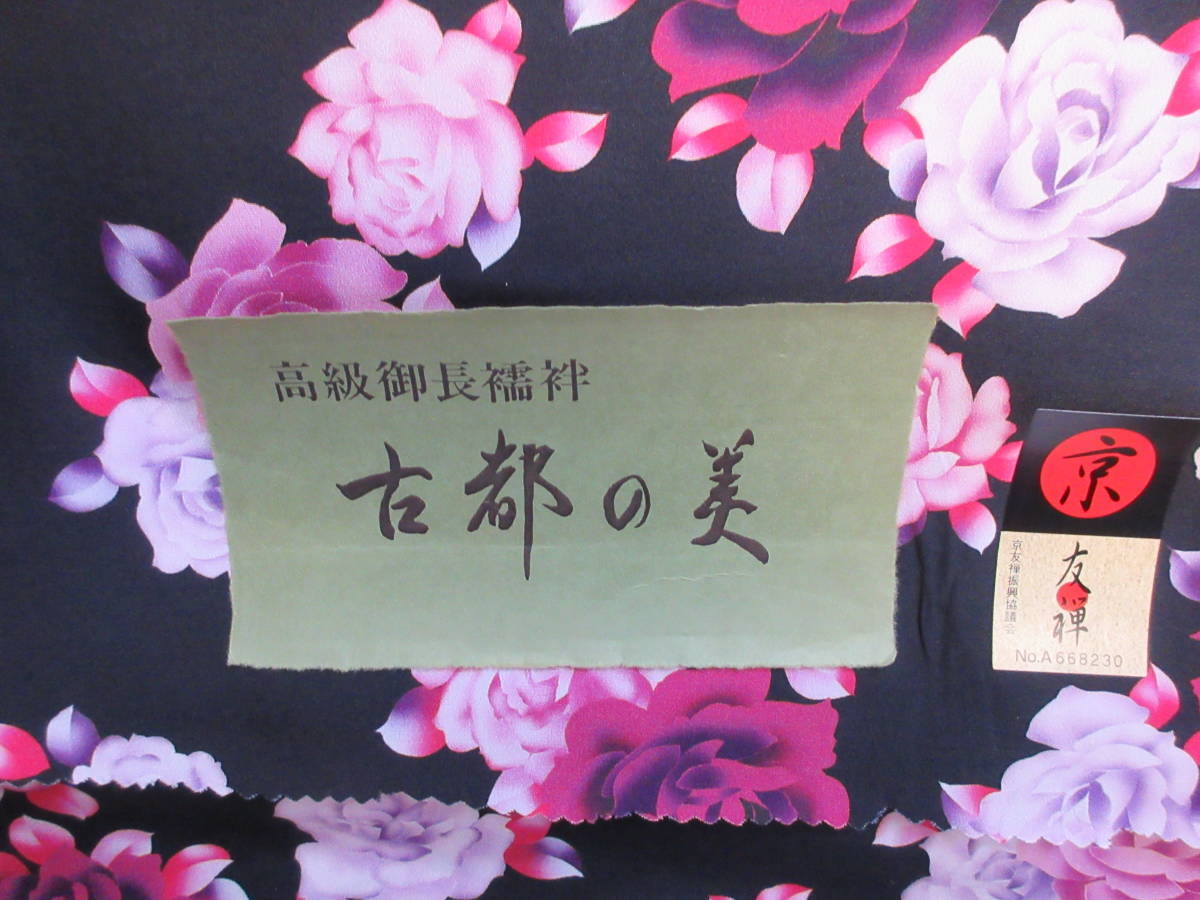 高級御長襦袢
古都の美
京
友禅
京友禅振興協議会
No.A668230